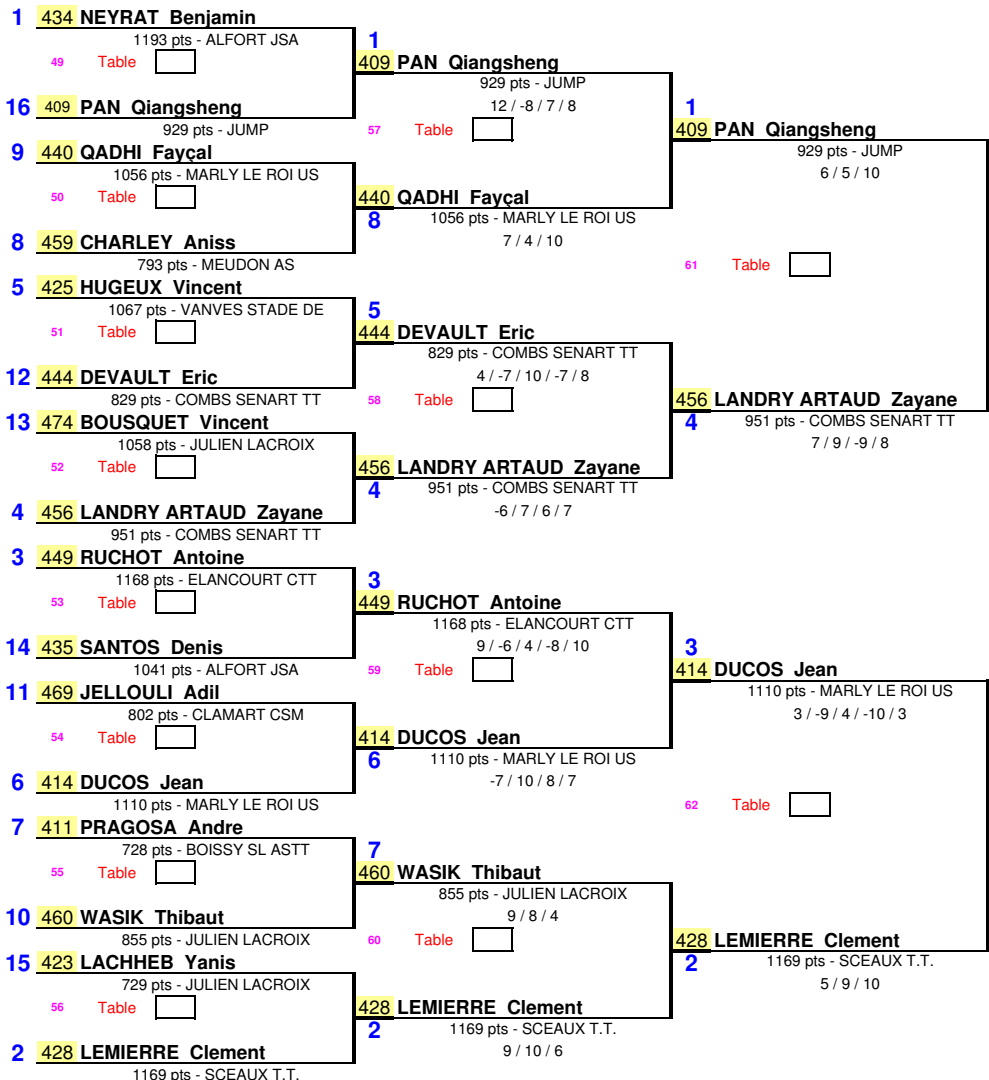 1 434 NEYRAT Benjamin
1193 pts - ALFORT JSA
49 Table
16 409 PAN Qiangsheng
929 pts - JUMP
9 440 QADHI Fayçal
1056 pts - MARLY LE ROI US
50 Table
8 459 CHARLEY Aniss
793 pts - MEUDON AS
5 425 HUGEUX Vincent
1067 pts - VANVES STADE DE
51 Table
12 444 DEVAULT Eric
829 pts - COMBS SENART TT
13 474 BOUSQUET Vincent
1058 pts - JULIEN LACROIX
52 Table
4 456 LANDRY ARTAUD Zayane
951 pts - COMBS SENART TT
3 449 RUCHOT Antoine
1168 pts - ELANCOURT CTT
53 Table
14 435 SANTOS Denis
1041 pts - ALFORT JSA
11 469 JELLOULI Adil
802 pts - CLAMART CSM
54 Table
6 414 DUCOS Jean
1110 pts - MARLY LE ROI US
7 411 PRAGOSA Andre
728 pts - BOISSY SL ASTT
55 Table
10 460 WASIK Thibaut
855 pts - JULIEN LACROIX
15 423 LACHHEB Yanis
729 pts - JULIEN LACROIX
56 Table
2 428 LEMIERRE Clement
1169 pts - SCEAUX T.T.
1
409 PAN Qiangsheng
929 pts - JUMP
12 / -8 / 7 / 8
57 Table
440 QADHI Fayçal
8
1056 pts - MARLY LE ROI US
7 / 4 / 10
5
444 DEVAULT Eric
829 pts - COMBS SENART TT
4 / -7 / 10 / -7 / 8
58 Table
456 LANDRY ARTAUD Zayane
4
951 pts - COMBS SENART TT
-6 / 7 / 6 / 7
3
449 RUCHOT Antoine
1168 pts - ELANCOURT CTT
9 / -6 / 4 / -8 / 10
59 Table
414 DUCOS Jean
6
1110 pts - MARLY LE ROI US
-7 / 10 / 8 / 7
7
460 WASIK Thibaut
855 pts - JULIEN LACROIX
9 / 8 / 4
60 Table
428 LEMIERRE Clement
2
1169 pts - SCEAUX T.T.
9 / 10 / 6
1
409 PAN Qiangsheng
929 pts - JUMP
6 / 5 / 10
61 Table
456 LANDRY ARTAUD Zayane
4
951 pts - COMBS SENART TT
7 / 9 / -9 / 8
3
414 DUCOS Jean
1110 pts - MARLY LE ROI US
3 / -9 / 4 / -10 / 3
62 Table
428 LEMIERRE Clement
2
1169 pts - SCEAUX T.T.
5 / 9 / 10